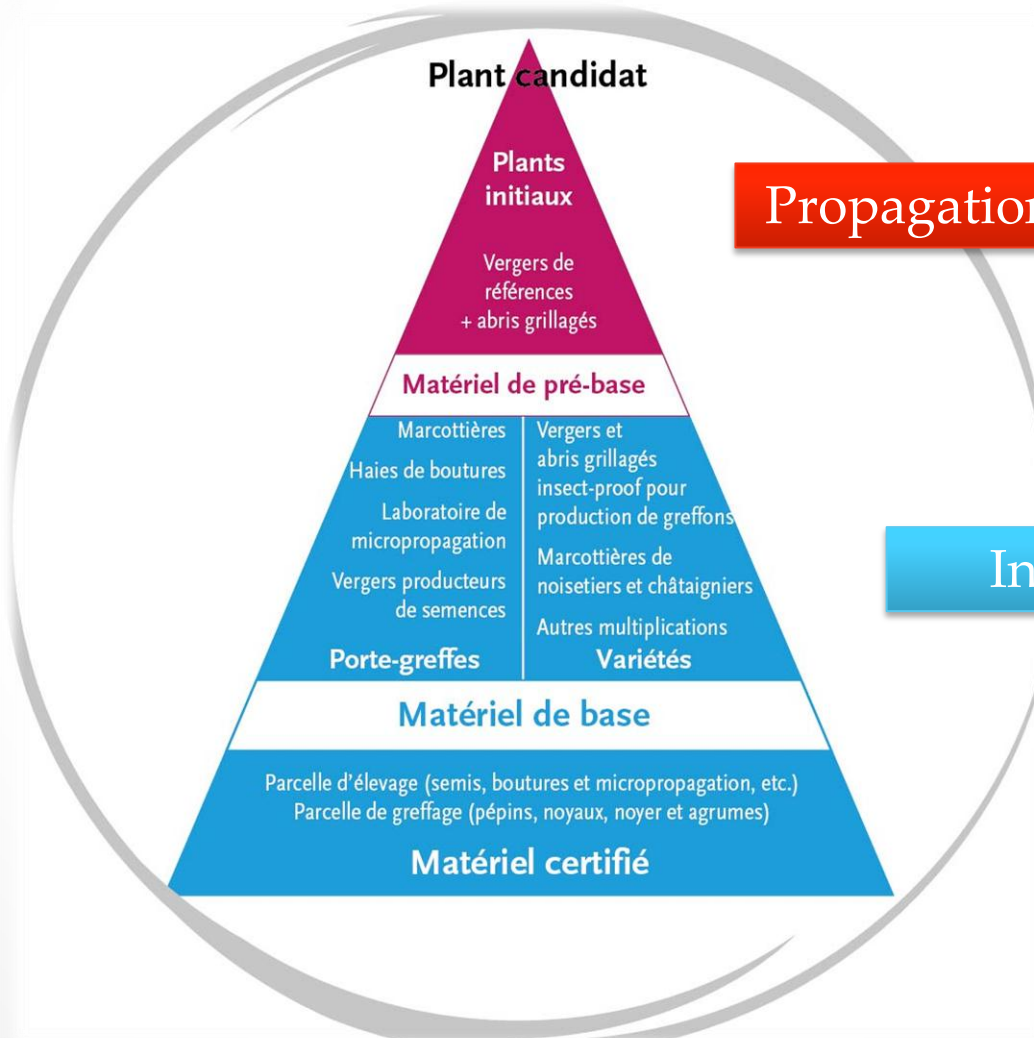 Plant candidat
Plants
initiaux
Vergers de
références
+ abris grillagés
Propagation
Matériel de pré-base
Marcottières
Haies de boutures
Laboratoire de
micropropagation
Vergers producteurs
de semences
Porte-greffes
Vergers et
abris grillagés
insect-proof pour
production de greffons
Marcottières de
noisetiers et châtaigniers
Autres multiplications
Variétés
In
Matériel de base
Parcelle d'élevage (semis, boutures et micropropagation, etc.)
Parcelle de greffage (pépins, noyaux, noyer et agrumes)
Matériel certifié